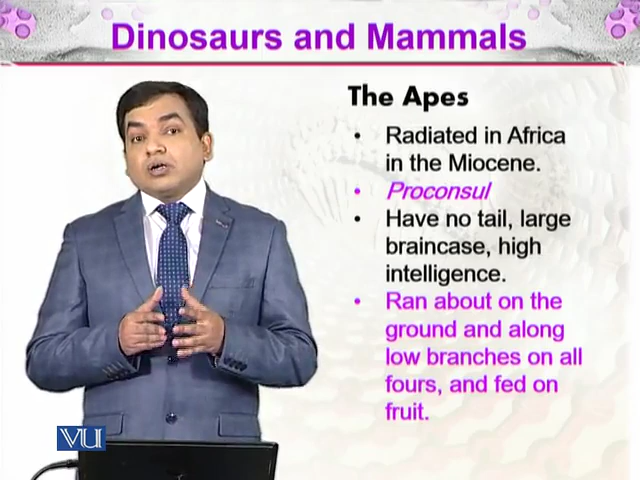 Dinosaurs and Mammals
The Apes
• Radiated in Africa
in the Miocene.
• Proconsul
• Have no tail, large
braincase, high
intelligence.
• Ran about on the
ground and along
low branches on all
fours, and fed on
fruit.
VU